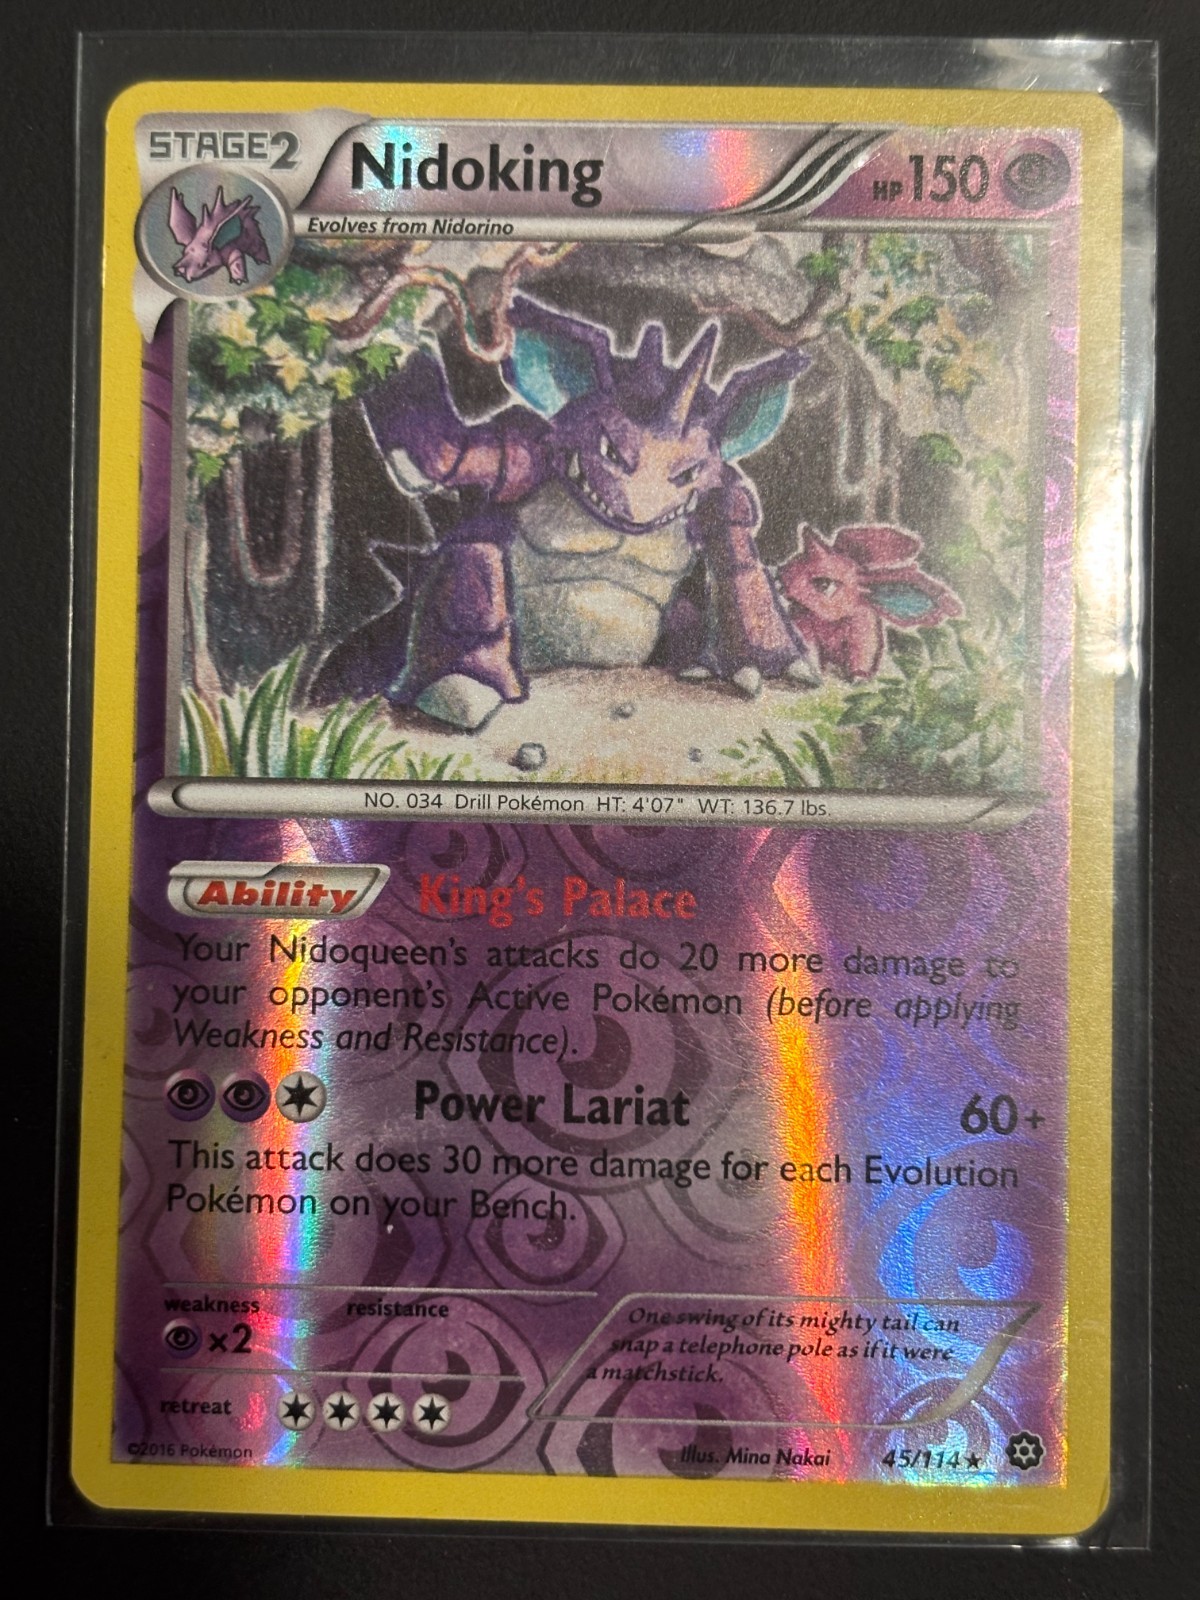 STAGE2 Nidoking HP150
Evolves from Nidorino
NO. 034 Drill Pokémon HT: 4'07" WT: 136.7 lbs.
Ability King's Palace
Your Nidoqueen's attacks do 20 more damage to
your opponent's Active Pokémon (before applying
Weakness and Resistance).
Power Lariat 60+
This attack does 30 more damage for each Evolution
Pokémon on your Bench.
weakness resistance
×2
One swing of its mighty tail can
snap a telephone pole as if it were
a matchstick.
retreat
©2016 Pokémon
Illus. Mina Nakai 45/114★